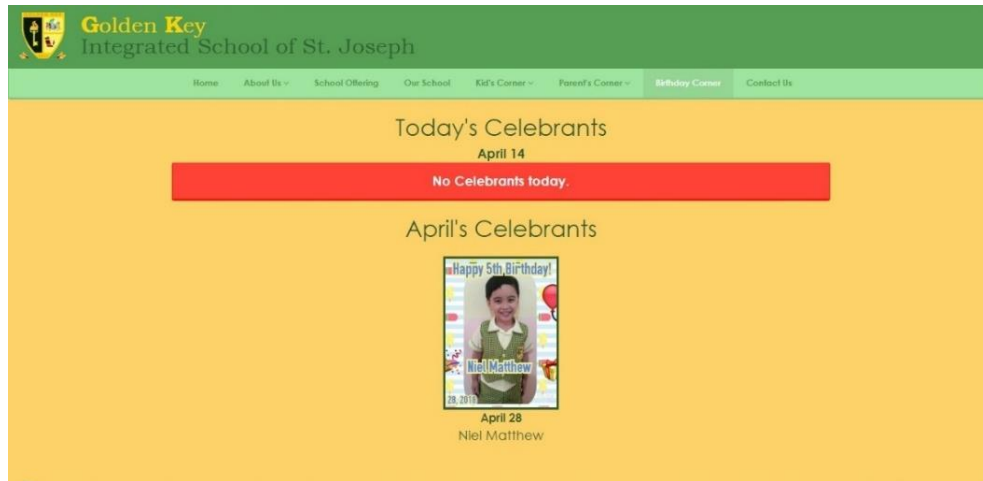 Golden Key
Integrated School of St. Joseph
Home About Us School Offering Our School Kid's Corner Parent's Corner Birthday Corner Contact Us
Today's Celebrants
April 14
No Celebrants today.
April's Celebrants
Happy 5th Birthday!
Niel Matthew
28, 2018
April 28
Niel Matthew